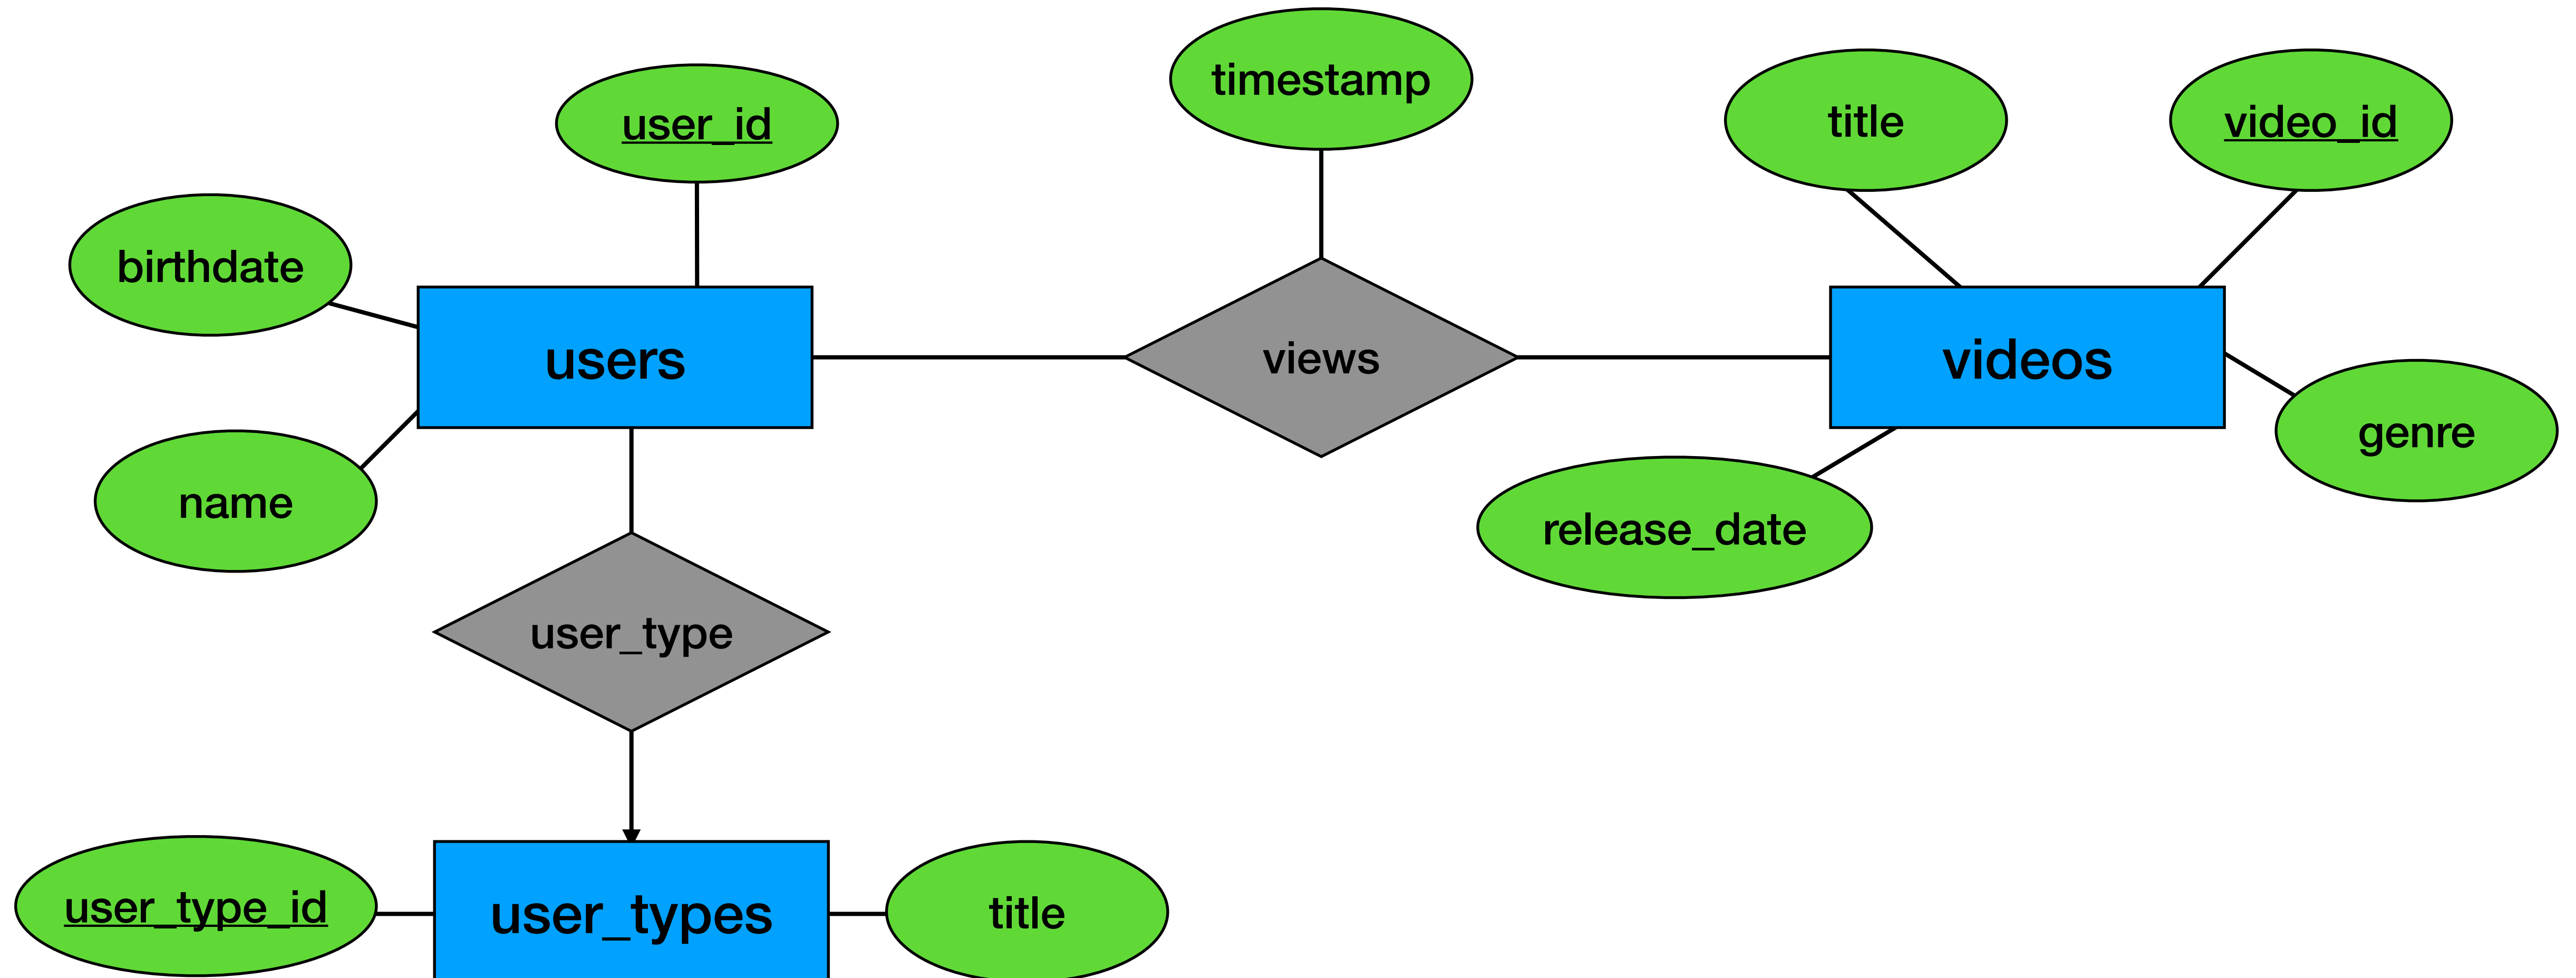 timestamp
title
video_id
user_id
birthdate
users
views
videos
genre
name
release_date
user_type
user_type_id
user_types
title